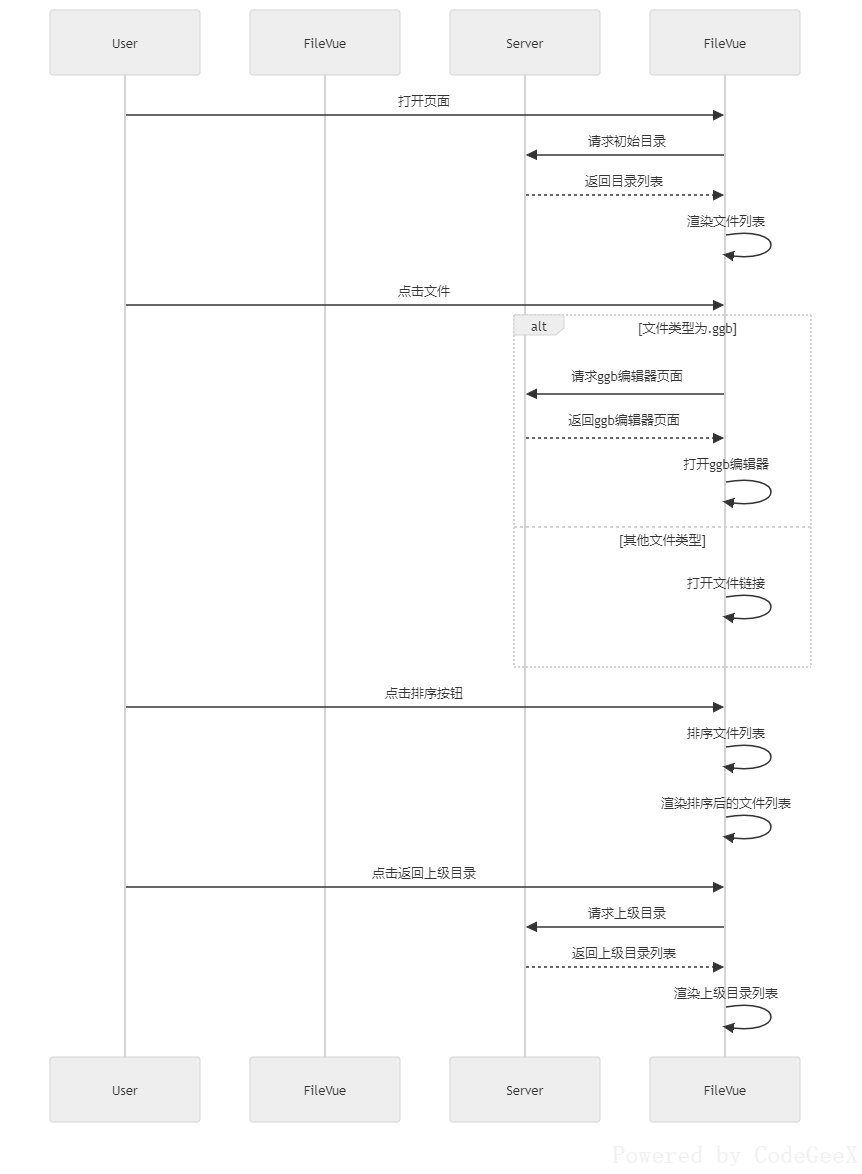 User
FileVue
Server
FileVue
打开页面
请求初始目录
返回目录列表
渲染文件列表
点击文件
alt
[文件类型为.ggb]
请求ggb编辑器页面
返回ggb编辑器页面
打开ggb编辑器
[其他文件类型]
打开文件链接
点击排序按钮
排序文件列表
渲染排序后的文件列表
点击返回上级目录
请求上级目录
返回上级目录列表
渲染上级目录列表
User
FileVue
Server
FileVue
Powered by CodeGeeX